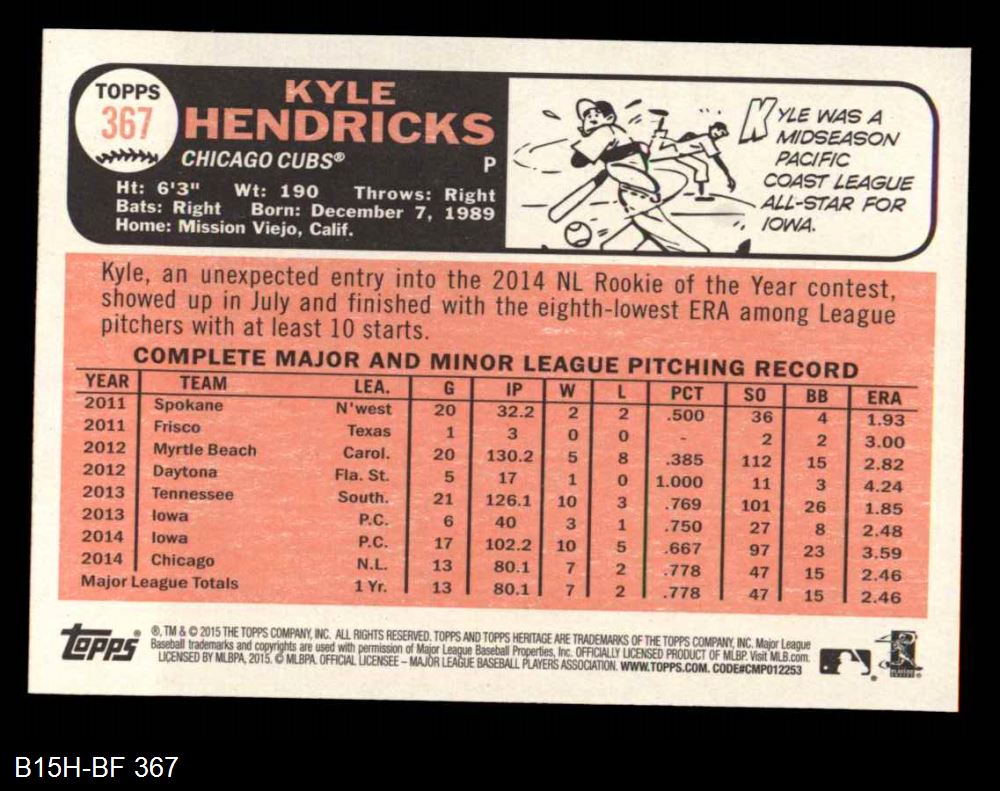 TOPPS
367
KYLE
HENDRICKS
CHICAGO CUBS® P
Ht: 6'3" Wt: 190 Throws: Right
Bats: Right Born: December 7, 1989
Home: Mission Viejo, Calif.
KYLE WAS A
MIDSEASON
PACIFIC
COAST LEAGUE
ALL-STAR FOR
IOWA.
Kyle, an unexpected entry into the 2014 NL Rookie of the Year contest,
showed up in July and finished with the eighth-lowest ERA among League
pitchers with at least 10 starts.
COMPLETE MAJOR AND MINOR LEAGUE PITCHING RECORD
YEAR TEAM LEA. G IP W L PCT SO BB ERA
2011 Spokane N'west 20 32.2 2 2 .500 36 4 1.93
2011 Frisco Texas 1 3 0 0 - 2 2 3.00
2012 Myrtle Beach Carol. 20 130.2 5 8 .385 112 15 2.82
2012 Daytona Fla. St. 5 17 1 0 1.000 11 3 4.24
2013 Tennessee South. 21 126.1 10 3 .769 101 26 1.85
2013 Iowa P.C. 6 40 3 1 .750 27 8 2.48
2014 Iowa P.C. 17 102.2 10 5 .667 97 23 3.59
2014 Chicago N.L. 13 80.1 7 2 .778 47 15 2.46
Major League Totals 1 Yr. 13 80.1 7 2 .778 47 15 2.46
Topps®
®, TM & © 2015 THE TOPPS COMPANY, INC. ALL RIGHTS RESERVED. TOPPS AND TOPPS HERITAGE ARE TRADEMARKS OF THE TOPPS COMPANY, INC. Major League
Baseball trademarks and copyrights are used with permission of Major League Baseball Properties, Inc. OFFICIALLY LICENSED PRODUCT OF MLBP. Visit MLB.com.
LICENSED BY MLBPA, 2015. © MLBPA. OFFICIAL LICENSEE – MAJOR LEAGUE BASEBALL PLAYERS ASSOCIATION. WWW.TOPPS.COM. CODE#CMP012253
B15H-BF 367